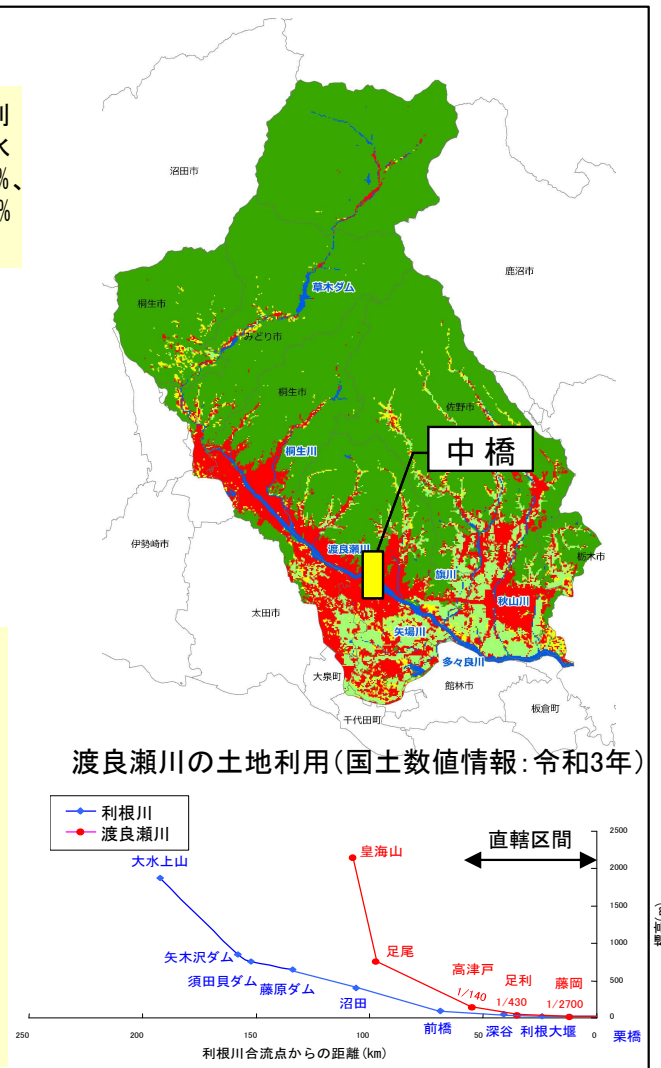 別
水
%、
%
沼田市
鹿沼市
草木ダム
桐生市
みどり市
桐生市
佐野市
中橋
桐生川
伊勢崎市
渡良瀬川
旗川
栃木市
秋山川
太田市
矢場川
多々良川
大泉町
館林市
板倉町
千代田町
渡良瀬川の土地利用(国土数値情報:令和3年)
利根川
渡良瀬川
大水上山
皇海山
直轄区間
2500
2000
1500
1000
500
0
矢木沢ダム
須田貝ダム
藤原ダム
足尾
沼田
高津戸
足利
藤岡
1/140
1/430
1/2700
前橋
深谷
利根大堰
栗橋
250
200
150
100
50
0
利根川合流点からの距離(km)